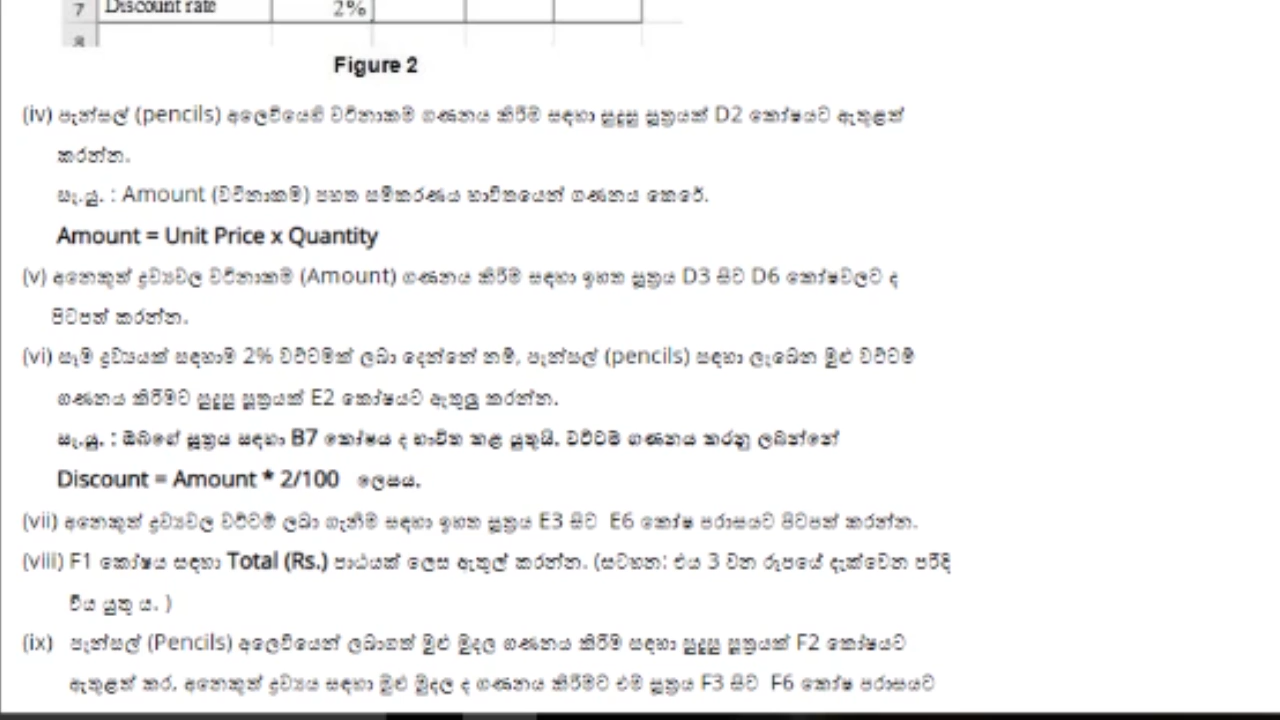 7 Discount rate 2%
8
Figure 2
(iv) පැන්සල් (pencils) අලෙවියෙහි වටිනාකම ගණනය කිරීම සඳහා සුදුසු සූත්‍රයක් D2 කෝෂයට ඇතුළත්
කරන්න.
සැ.යු. : Amount (වටිනාකම) පහත සමීකරණය භාවිතයෙන් ගණනය කෙරේ.
Amount = Unit Price x Quantity
(v) අනෙකුත් ද්‍රව්‍යවල වටිනාකම (Amount) ගණනය කිරීම සඳහා ඉහත සූත්‍රය D3 සිට D6 කෝෂවලට ද
පිටපත් කරන්න.
(vi) සෑම ද්‍රව්‍යයක් සඳහාම 2% වට්ටමක් ලබා දෙන්නේ නම්, පැන්සල් (pencils) සඳහා ලැබෙන මුළු වට්ටම්
ගණනය කිරීමට සුදුසු සූත්‍රයක් E2 කෝෂයට ඇතුලු කරන්න.
සැ.යු. : ඔබගේ සූත්‍රය සඳහා B7 කෝෂය ද භාවිත කළ යුතුයි. වට්ටම ගණනය කරනු ලබන්නේ
Discount = Amount * 2/100 ලෙසය.
(vii) අනෙකුත් ද්‍රව්‍යවල වට්ටම් ලබා ගැනීම සඳහා ඉහත සූත්‍රය E3 සිට E6 කෝෂ පරාසයට පිටපත් කරන්න.
(viii) F1 කෝෂය සඳහා Total (Rs.) පාඨයක් ලෙස ඇතුල් කරන්න. (සටහන: එය 3 වන රූපයේ දැක්වෙන පරිදි
විය යුතු ය. )
(ix) පැන්සල් (Pencils) අලෙවියෙන් ලබාගත් මුළු මුදල ගණනය කිරීම සඳහා සුදුසු සූත්‍රයක් F2 කෝෂයට
ඇතුළත් කර, අනෙකුත් ද්‍රව්‍යය සඳහා මුළු මුදල ද ගණනය කිරීමට එම සූත්‍රය F3 සිට F6 කෝෂ පරාසයට